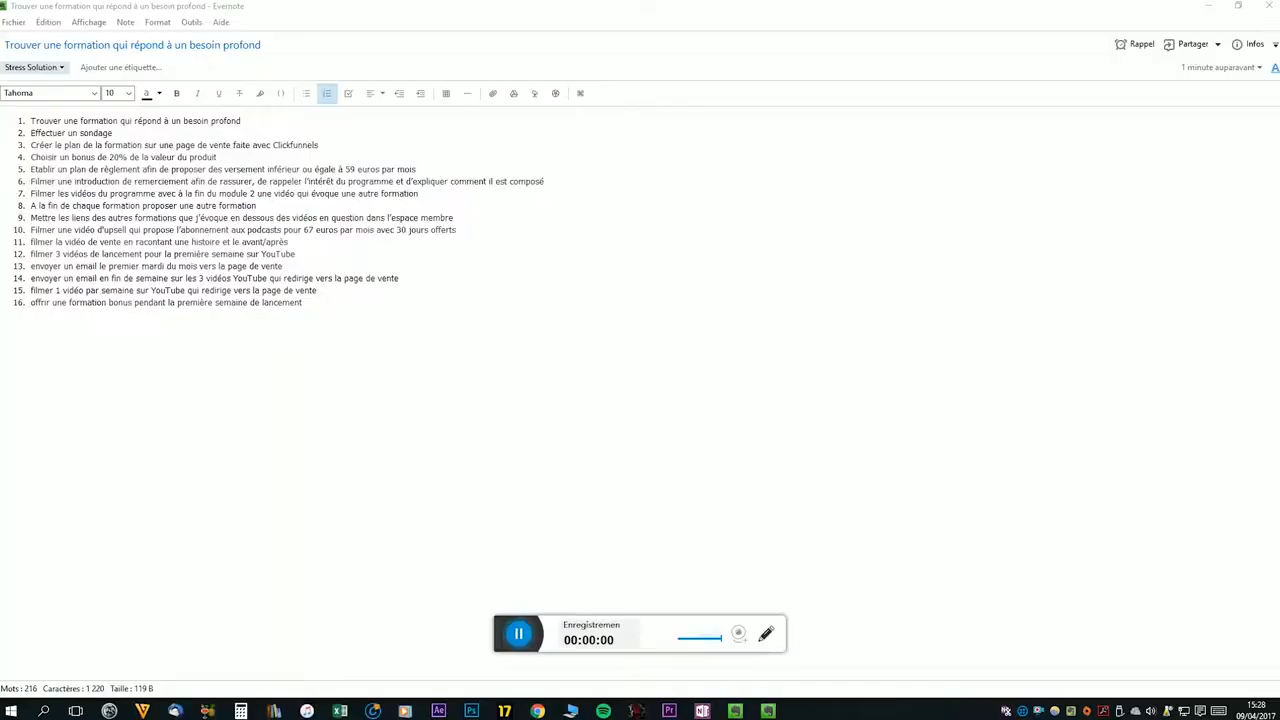 Trouver une formation qui répond à un besoin profond - Evernote
Fichier Édition Affichage Note Format Outils Aide
Trouver une formation qui répond à un besoin profond
Rappel Partager Infos
Stress Solution Ajouter une étiquette...
1 minute auparavant
Tahoma 10 a B I U T
1. Trouver une formation qui répond à un besoin profond
2. Effectuer un sondage
3. Créer le plan de la formation sur une page de vente faite avec Clickfunnels
4. Choisir un bonus de 20% de la valeur du produit
5. Etablir un plan de règlement afin de proposer des versement inférieur ou égale à 59 euros par mois
6. Filmer une introduction de remerciement afin de rassurer, de rappeler l'intérêt du programme et d'expliquer comment il est composé
7. Filmer les vidéos du programme avec à la fin du module 2 une vidéo qui évoque une autre formation
8. A la fin de chaque formation proposer une autre formation
9. Mettre les liens des autres formations que j'évoque en dessous des vidéos en question dans l'espace membre
10. Filmer une vidéo d'upsell qui propose l'abonnement aux podcasts pour 67 euros par mois avec 30 jours offerts
11. filmer la vidéo de vente en racontant une histoire et le avant/après
12. filmer 3 vidéos de lancement pour la première semaine sur YouTube
13. envoyer un email le premier mardi du mois vers la page de vente
14. envoyer un email en fin de semaine sur les 3 vidéos YouTube qui redirige vers la page de vente
15. filmer 1 vidéo par semaine sur YouTube qui redirige vers la page de vente
16. offrir une formation bonus pendant la première semaine de lancement
Enregistremen
00:00:00
Mots : 216 Caractères : 1 220 Taille : 119 B
Ae Ps 17 Pr N
15:28
09/04/2017